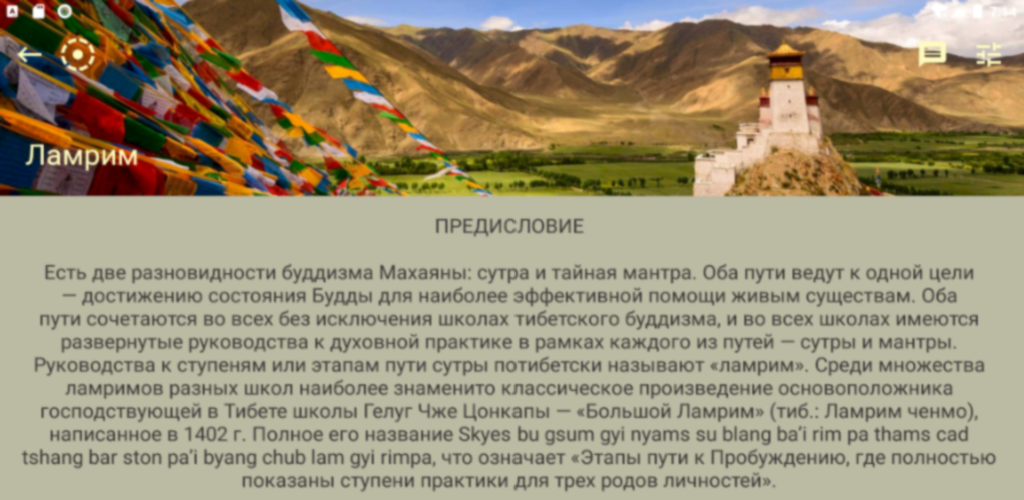 Ламрим
ПРЕДИСЛОВИЕ
Есть две разновидности буддизма Махаяны: сутра и тайная мантра. Оба пути ведут к одной цели
— достижению состояния Будды для наиболее эффективной помощи живым существам. Оба
пути сочетаются во всех без исключения школах тибетского буддизма, и во всех школах имеются
развернутые руководства к духовной практике в рамках каждого из путей — сутры и мантры.
Руководства к ступеням или этапам пути сутры потибетски называют «ламрим». Среди множества
ламримов разных школ наиболее знаменито классическое произведение основоположника
господствующей в Тибете школы Гелуг Чже Цонкапы — «Большой Ламрим» (тиб.: Ламрим ченмо),
написанное в 1402 г. Полное его название Skyes bu gsum gyi nyams su blang ba’i rim pa thams cad
tshang bar ston pa’i byang chub lam gyi rimpa, что означает «Этапы пути к Пробуждению, где полностью
показаны ступени практики для трех родов личностей».